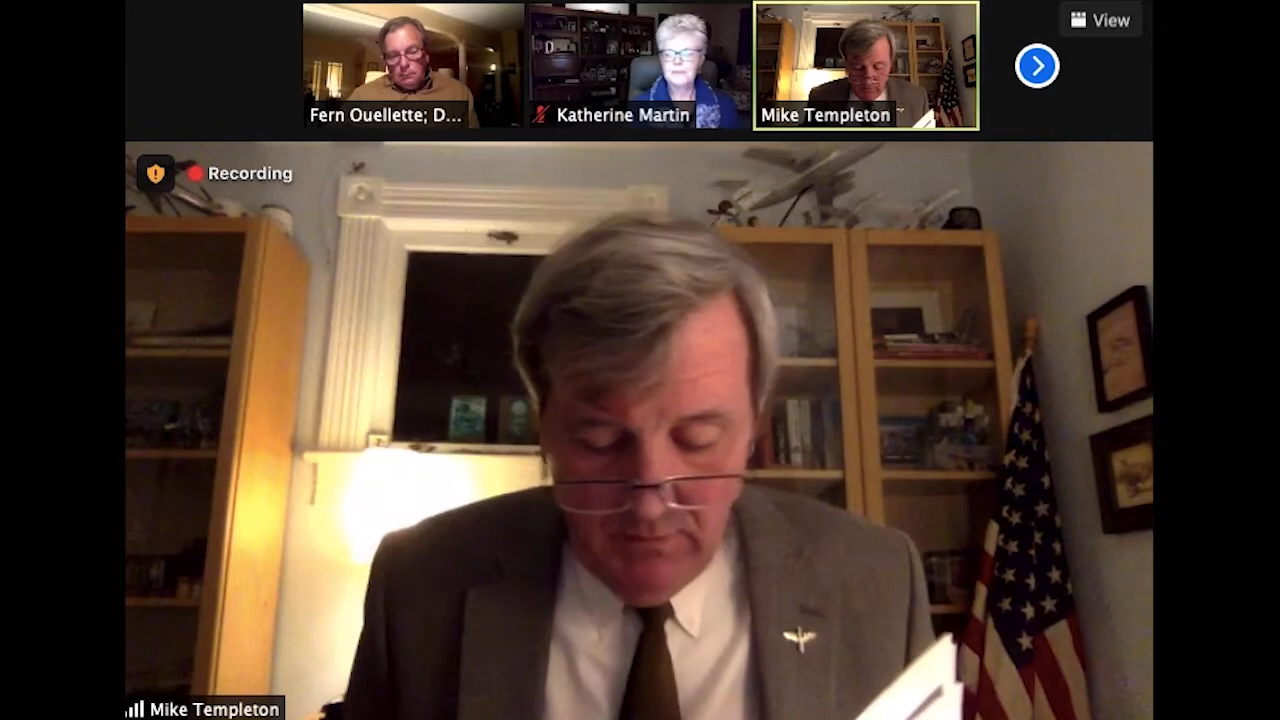 View
Fern Ouellette; D...
Katherine Martin
Mike Templeton
Recording
Mike Templeton